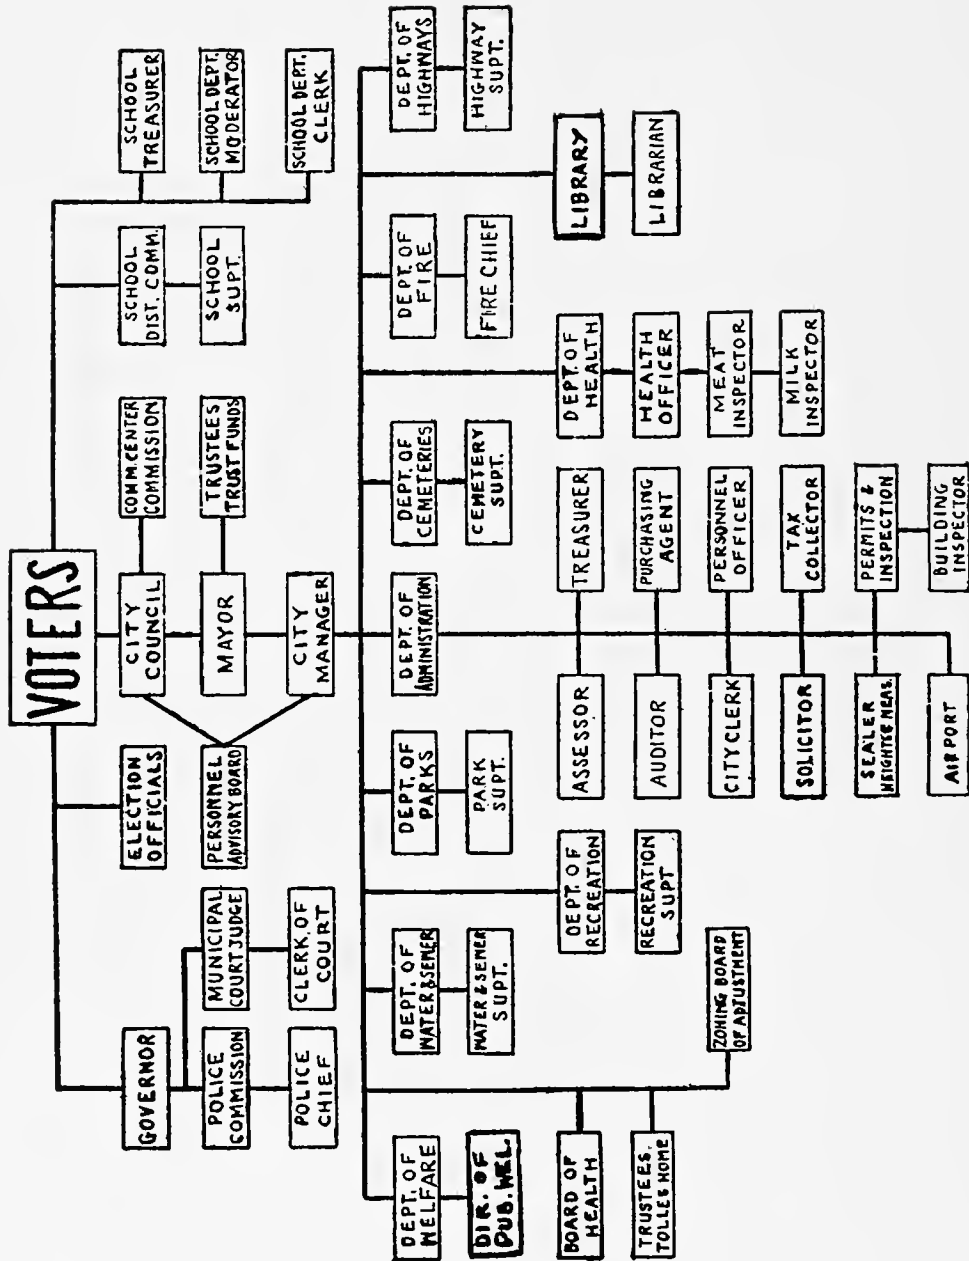 VOTERS
GOVERNOR
ELECTION
OFFICIALS
CITY
COUNCIL
COMM. CENTER
COMMISSION
SCHOOL
DIST. COMM.
SCHOOL
TREASURER
POLICE
COMMISSION
MUNICIPAL
COURT JUDGE
PERSONNEL
ADVISORY BOARD
MAYOR
TRUSTEES
TRUST FUNDS
SCHOOL
SUPT.
SCHOOL DEPT.
MODERATOR
POLICE
CHIEF
CLERK OF
COURT
CITY
MANAGER
SCHOOL DEPT.
CLERK
DEPT. OF
WELFARE
DEPT. OF
WATER & SEWER
DEPT. OF
PARKS
DEPT. OF
ADMINISTRATION
DEPT. OF
CEMETERIES
DEPT. OF
FIRE
DEPT. OF
HIGHWAYS
DIR. OF
PUB. WEL.
WATER & SEWER
SUPT.
PARK
SUPT.
CEMETERY
SUPT.
FIRE CHIEF
HIGHWAY
SUPT.
BOARD OF
HEALTH
DEPT. OF
RECREATION
ASSESSOR
TREASURER
DEPT. OF
HEALTH
LIBRARY
TRUSTEES.
TOLLES HOME
RECREATION
SUPT
AUDITOR
PURCHASING
AGENT
HEALTH
OFFICER
LIBRARIAN
ZONING BOARD
OF ADJUSTMENT
CITY CLERK
PERSONNEL
OFFICER
MEAT
INSPECTOR
SOLICITOR
TAX
COLLECTOR
MILK
INSPECTOR
SEALER
WEIGHTS & MEAS.
PERMITS &
INSPECTION
AIRPORT
BUILDING
INSPECTOR